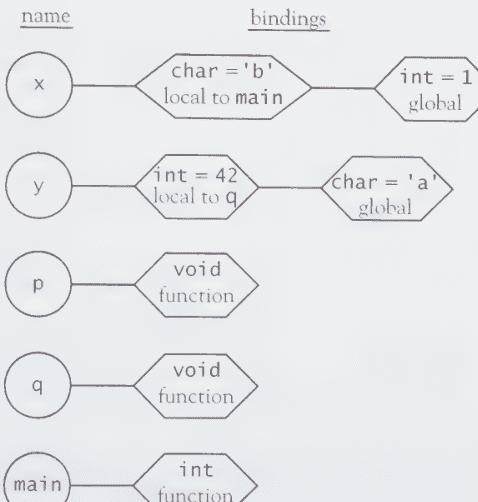 name bindings
x char = 'b' int = 1
local to main global
y int = 42 char = 'a'
local to q global
p void
function
q void
function
main int
function